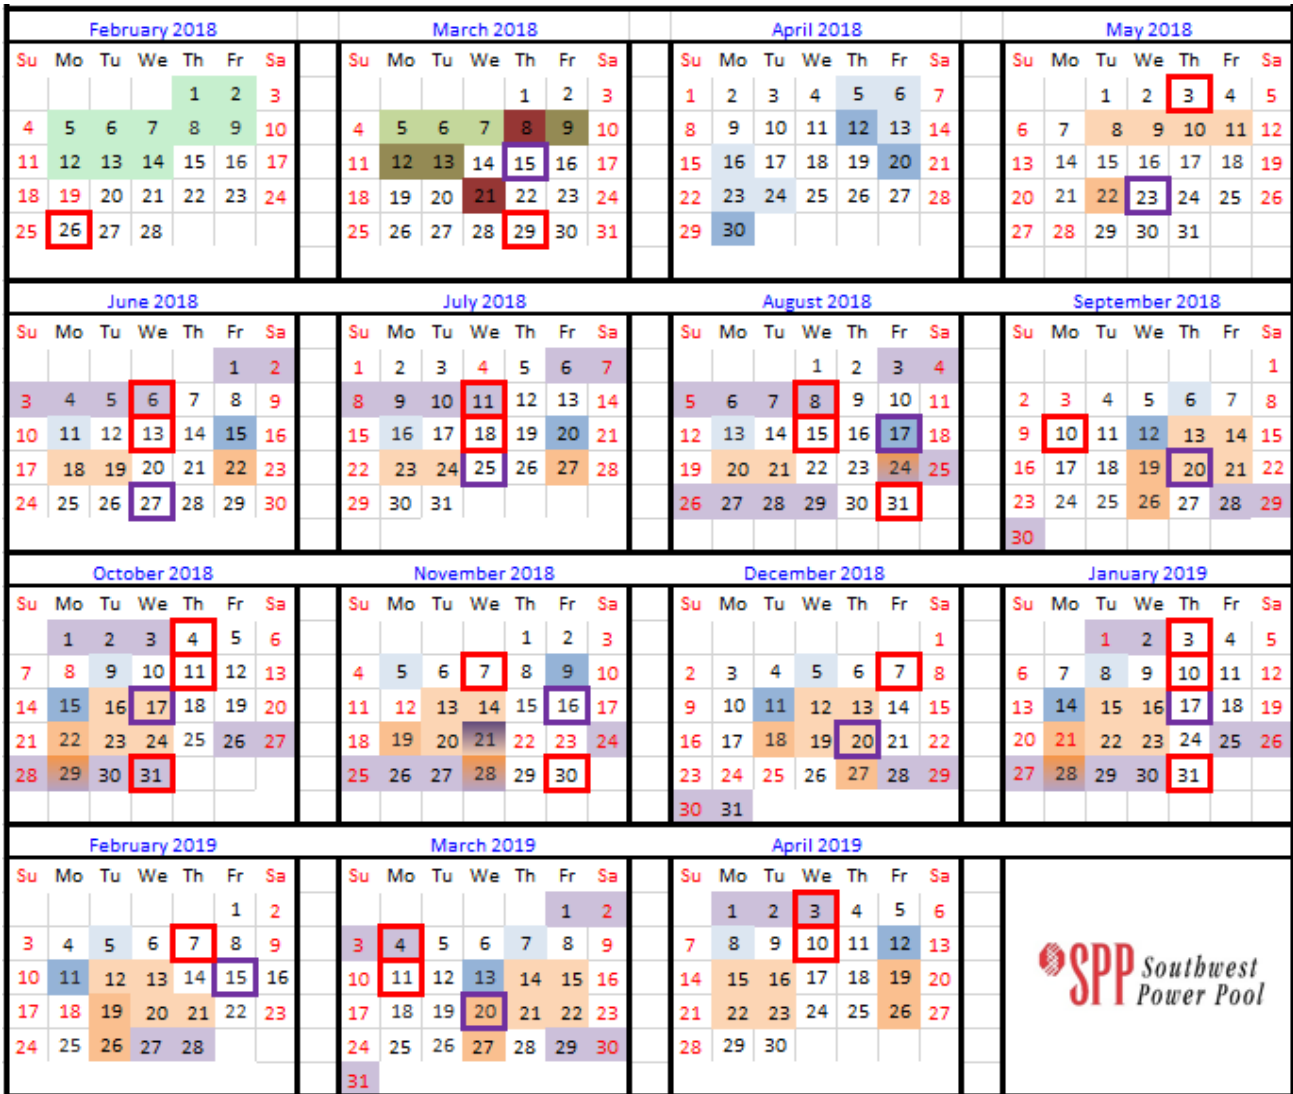 February 2018 March 2018 April 2018 May 2018
Su Mo Tu We Th Fr Sa Su Mo Tu We Th Fr Sa Su Mo Tu We Th Fr Sa Su Mo Tu We Th Fr Sa
1 2 3 1 2 3 1 2 3 4 5 6 7 1 2 3 4 5
4 5 6 7 8 9 10 4 5 6 7 8 9 10 8 9 10 11 12 13 14 6 7 8 9 10 11 12
11 12 13 14 15 16 17 11 12 13 14 15 16 17 15 16 17 18 19 20 21 13 14 15 16 17 18 19
18 19 20 21 22 23 24 18 19 20 21 22 23 24 22 23 24 25 26 27 28 20 21 22 23 24 25 26
25 26 27 28 25 26 27 28 29 30 31 29 30 27 28 29 30 31
June 2018 July 2018 August 2018 September 2018
Su Mo Tu We Th Fr Sa Su Mo Tu We Th Fr Sa Su Mo Tu We Th Fr Sa Su Mo Tu We Th Fr Sa
1 2 1 2 3 4 5 6 7 1 2 3 4 1
3 4 5 6 7 8 9 8 9 10 11 12 13 14 5 6 7 8 9 10 11 2 3 4 5 6 7 8
10 11 12 13 14 15 16 15 16 17 18 19 20 21 12 13 14 15 16 17 18 9 10 11 12 13 14 15
17 18 19 20 21 22 23 22 23 24 25 26 27 28 19 20 21 22 23 24 25 16 17 18 19 20 21 22
24 25 26 27 28 29 30 29 30 31 26 27 28 29 30 31 23 24 25 26 27 28 29
30
October 2018 November 2018 December 2018 January 2019
Su Mo Tu We Th Fr Sa Su Mo Tu We Th Fr Sa Su Mo Tu We Th Fr Sa Su Mo Tu We Th Fr Sa
1 2 3 4 5 6 1 2 3 1 1 2 3 4 5
7 8 9 10 11 12 13 4 5 6 7 8 9 10 2 3 4 5 6 7 8 6 7 8 9 10 11 12
14 15 16 17 18 19 20 11 12 13 14 15 16 17 9 10 11 12 13 14 15 13 14 15 16 17 18 19
21 22 23 24 25 26 27 18 19 20 21 22 23 24 16 17 18 19 20 21 22 20 21 22 23 24 25 26
28 29 30 31 25 26 27 28 29 30 23 24 25 26 27 28 29 27 28 29 30 31
30 31
February 2019 March 2019 April 2019
Su Mo Tu We Th Fr Sa Su Mo Tu We Th Fr Sa Su Mo Tu We Th Fr Sa
1 2 1 2 1 2 3 4 5 6
3 4 5 6 7 8 9 3 4 5 6 7 8 9 7 8 9 10 11 12 13
10 11 12 13 14 15 16 10 11 12 13 14 15 16 14 15 16 17 18 19 20
17 18 19 20 21 22 23 17 18 19 20 21 22 23 21 22 23 24 25 26 27
24 25 26 27 28 24 25 26 27 28 29 30 28 29 30
31
SPP Southwest
Power Pool